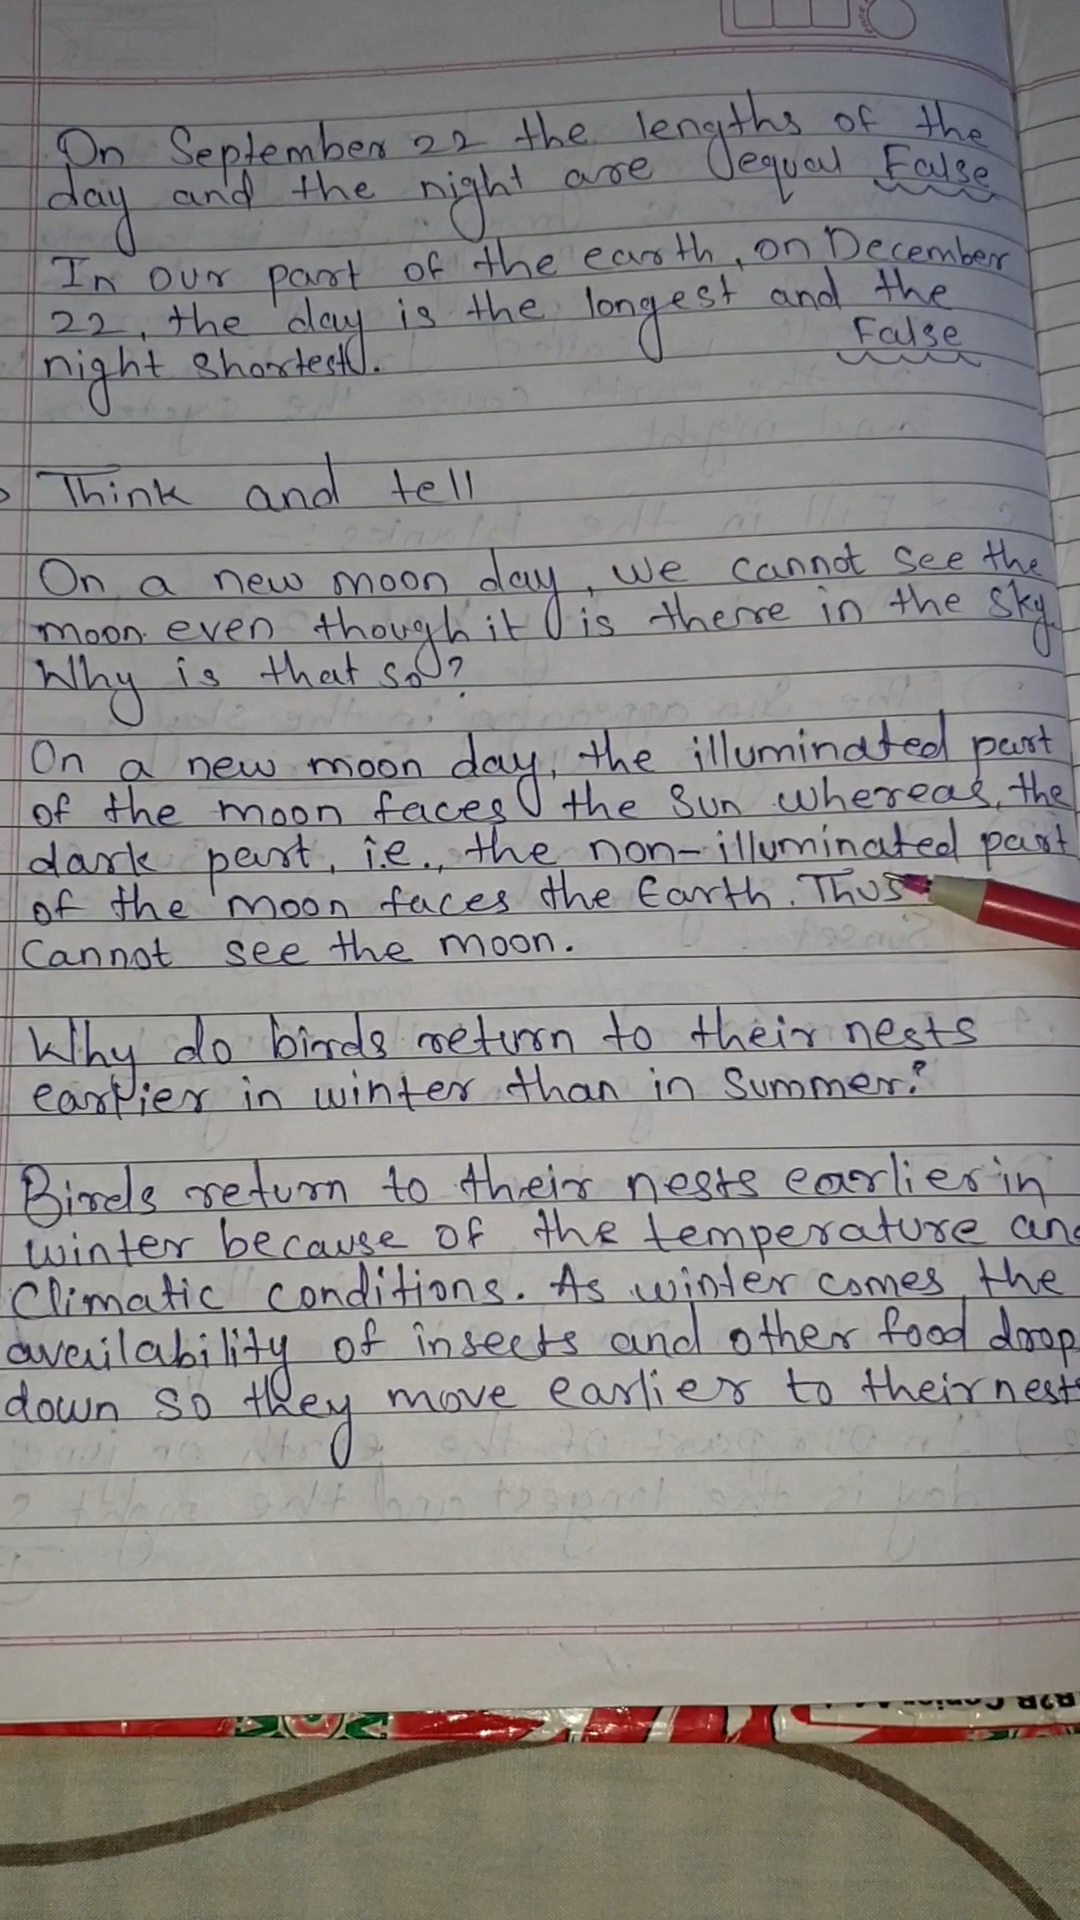 On September 22 the lengths of the
day and the night are equal False
In our part of the earth, on December
22, the day is the longest and the
night shortest. False
Think and tell
On a new moon day, we cannot see the
moon even though it is there in the sky.
Why is that so?
On a new moon day, the illuminated part
of the moon faces the Sun whereas, the
dark part, i.e., the non-illuminated part
of the moon faces the Earth. Thus
Cannot see the moon.
Why do birds return to their nests
earlier in winter than in Summer?
Birds return to their nests earlier in
winter because of the temperature and
Climatic conditions. As winter comes, the
availability of insects and other food drop
down so they move earlier to their nests